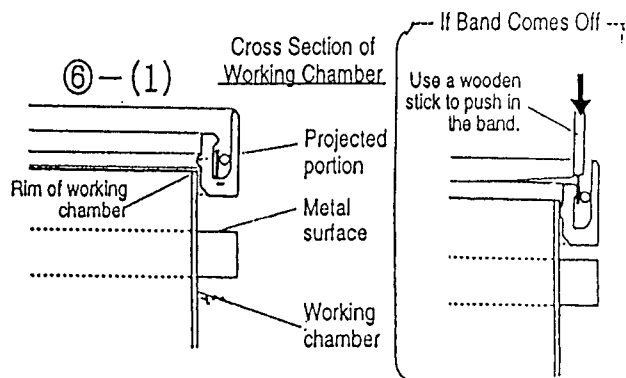 ⑥-(1)
Cross Section of
Working Chamber
Projected
portion
Rim of working
chamber
Metal
surface
Working
chamber
If Band Comes Off
Use a wooden
stick to push in
the band.